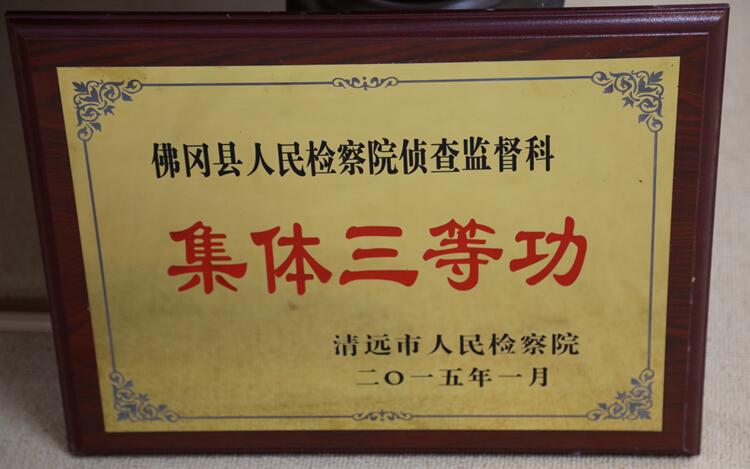 佛冈县人民检察院侦查监督科
集体三等功
清远市人民检察院
二〇一五年一月